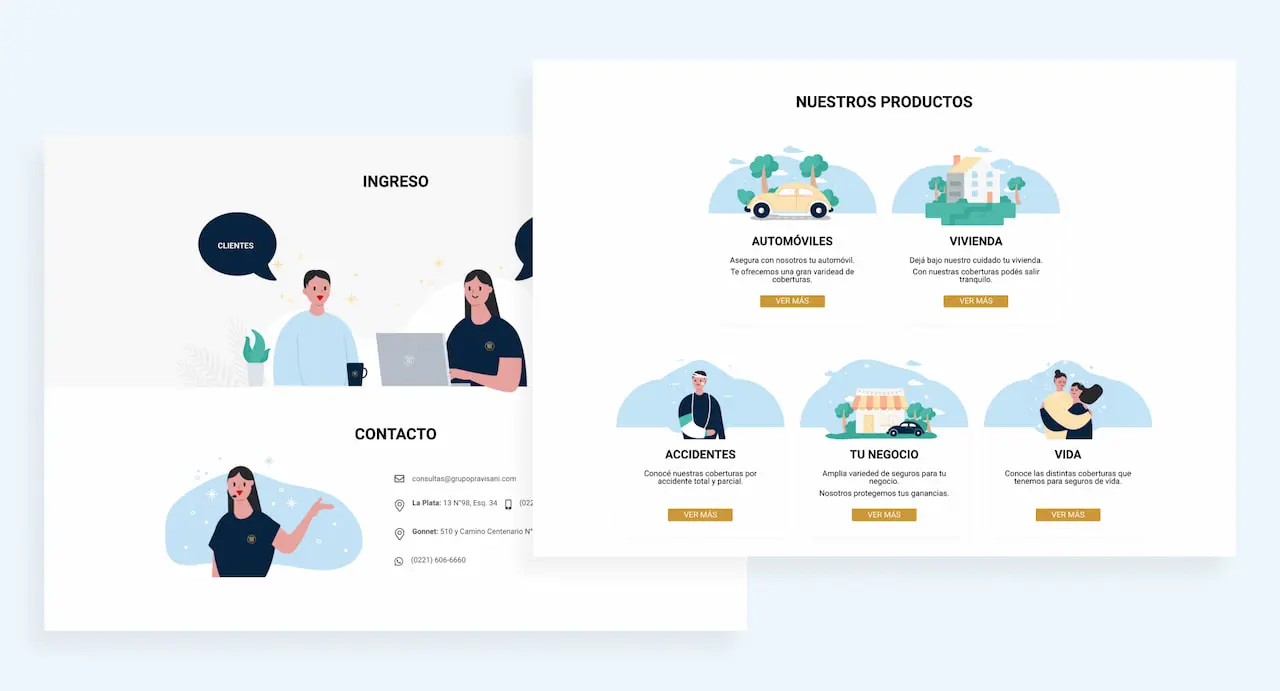 INGRESO
CLIENTES
CONTACTO
consultas@grupopravisani.com
La Plata: 13 N°98, Esq. 34 (022
Gonnet: 510 y Camino Centenario N°
(0221) 606-6660
NUESTROS PRODUCTOS
AUTOMÓVILES
Asegura con nosotros tu automóvil.
Te ofrecemos una gran varidead de
coberturas.
VER MÁS
VIVIENDA
Dejá bajo nuestro cuidado tu vivienda.
Con nuestras coberturas podés salir
tranquilo.
VER MÁS
ACCIDENTES
Conocé nuestras coberturas por
accidente total y parcial.
VER MÁS
TU NEGOCIO
Amplia varieded de seguros para tu
negocio.
Nosotros protegemos tus ganancias.
VER MÁS
VIDA
Conoce las distintas coberturas que
tenemos para seguros de vida.
VER MÁS